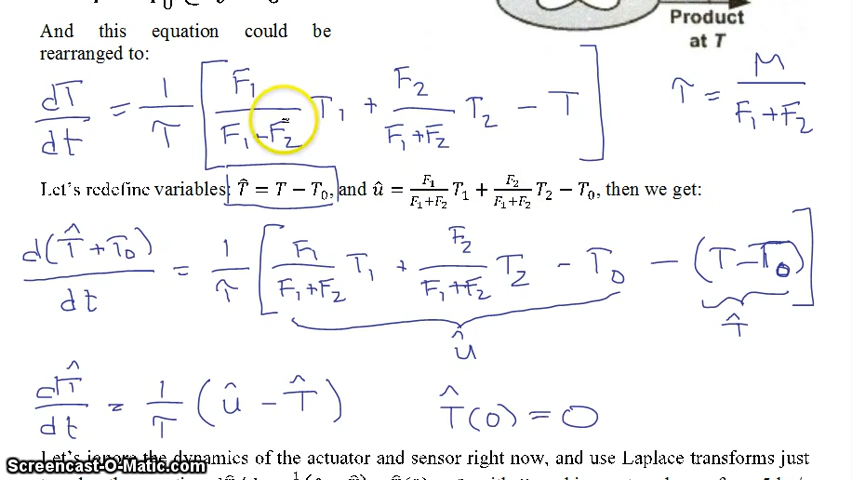 Product
at T
And this equation could be
rearranged to:
dT/dt = 1/τ [ F₁/(F₁-F₂) T₁ + F₂/(F₁+F₂) T₂ - T ]
τ = M/(F₁+F₂)
Let's redefine variables: T̂ = T − T₀, and û = F₁/(F₁+F₂) T₁ + F₂/(F₁+F₂) T₂ − T₀, then we get:
d(T̂+T₀)/dt = 1/τ [ F₁/(F₁+F₂) T₁ + F₂/(F₁+F₂) T₂ - T₀ - (T-T₀) ]
û T̂
dT̂/dt = 1/τ (û - T̂) T̂(0) = 0
Let's ignore the dynamics of the actuator and sensor right now, and use Laplace transforms just
Screencast-O-Matic.com